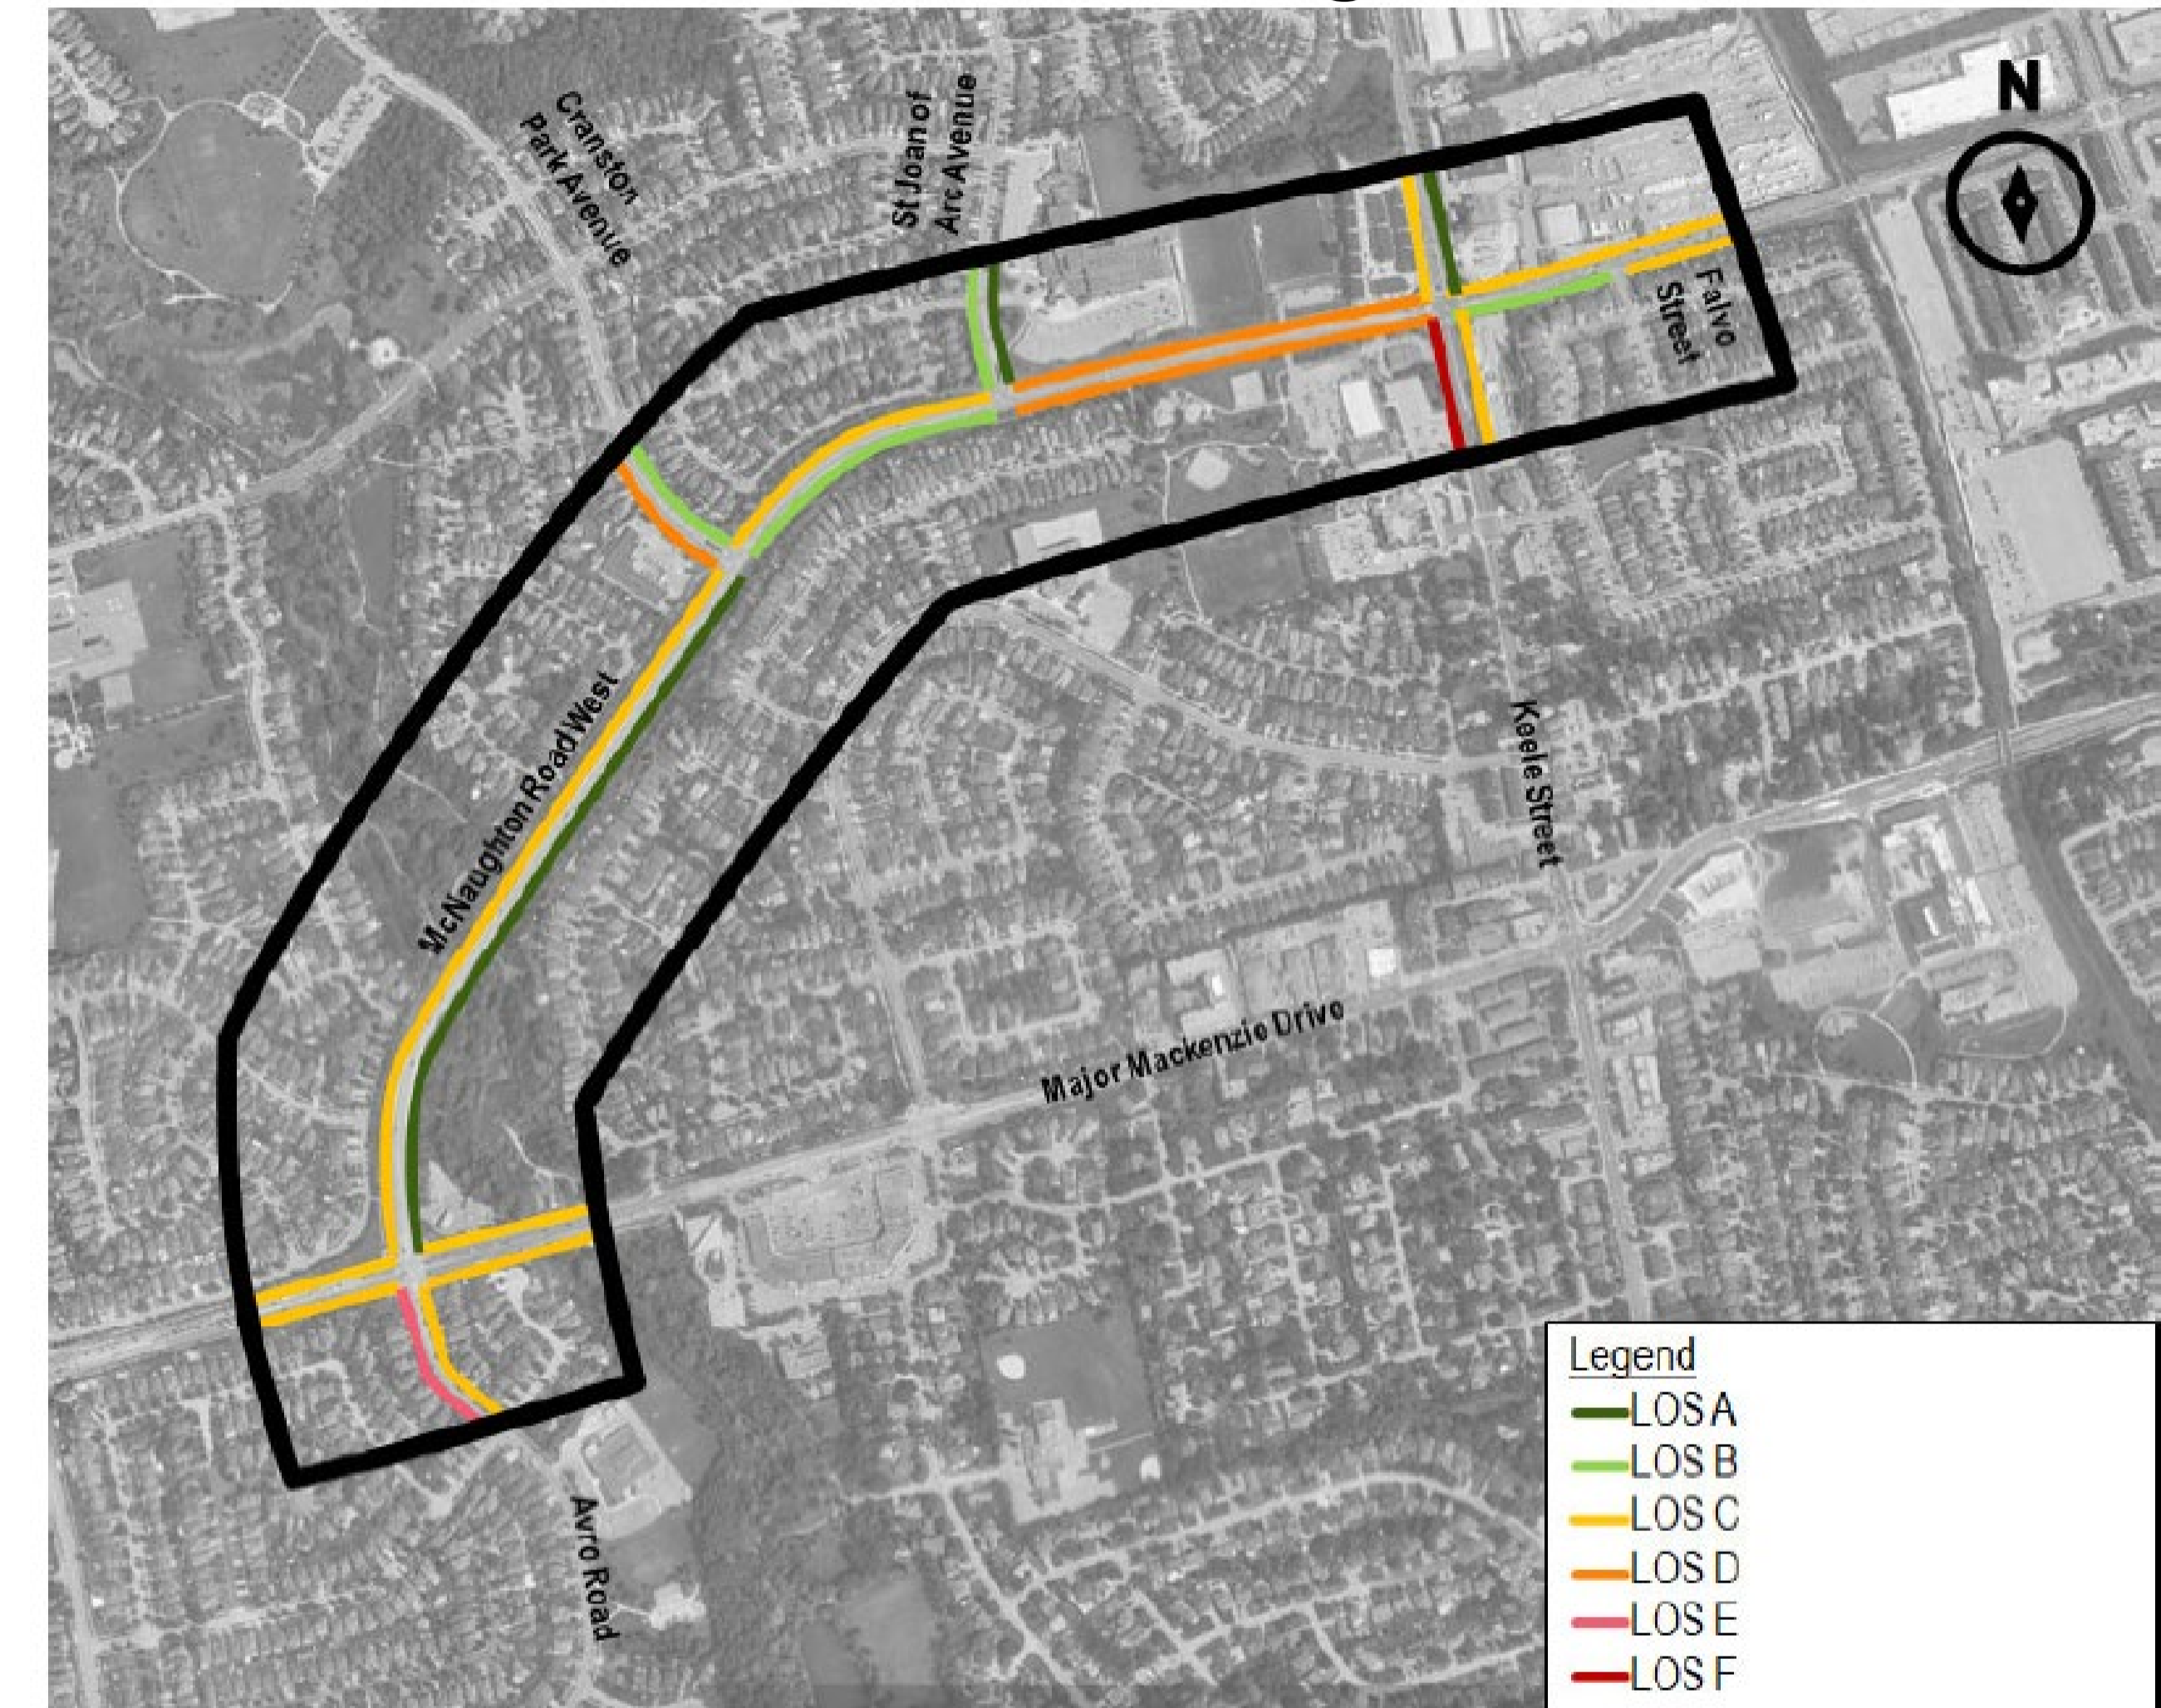 N
Cranston
Park Avenue
St Joan of
Arc Avenue
Falvo
Street
McNaughton Road West
Keele Street
Major Mackenzie Drive
Avro Road
Legend
LOS A
LOS B
LOS C
LOS D
LOS E
LOS F